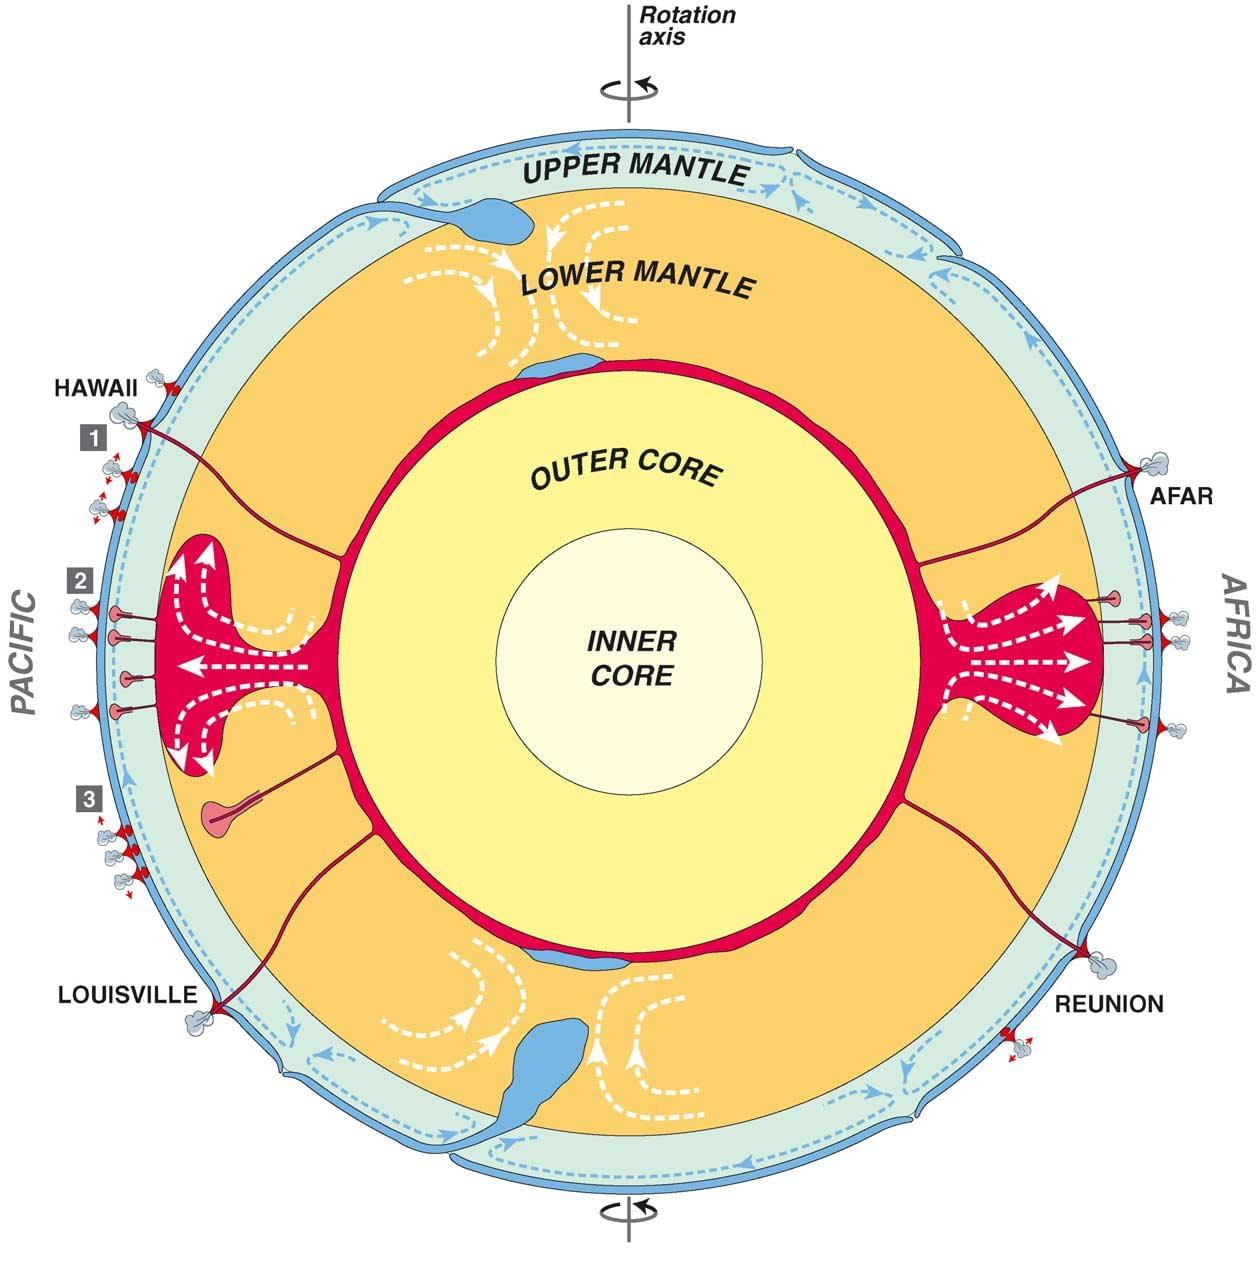 Rotation
axis
UPPER MANTLE
LOWER MANTLE
HAWAII
1
OUTER CORE
AFAR
2
PACIFIC
INNER
CORE
AFRICA
3
LOUISVILLE
REUNION